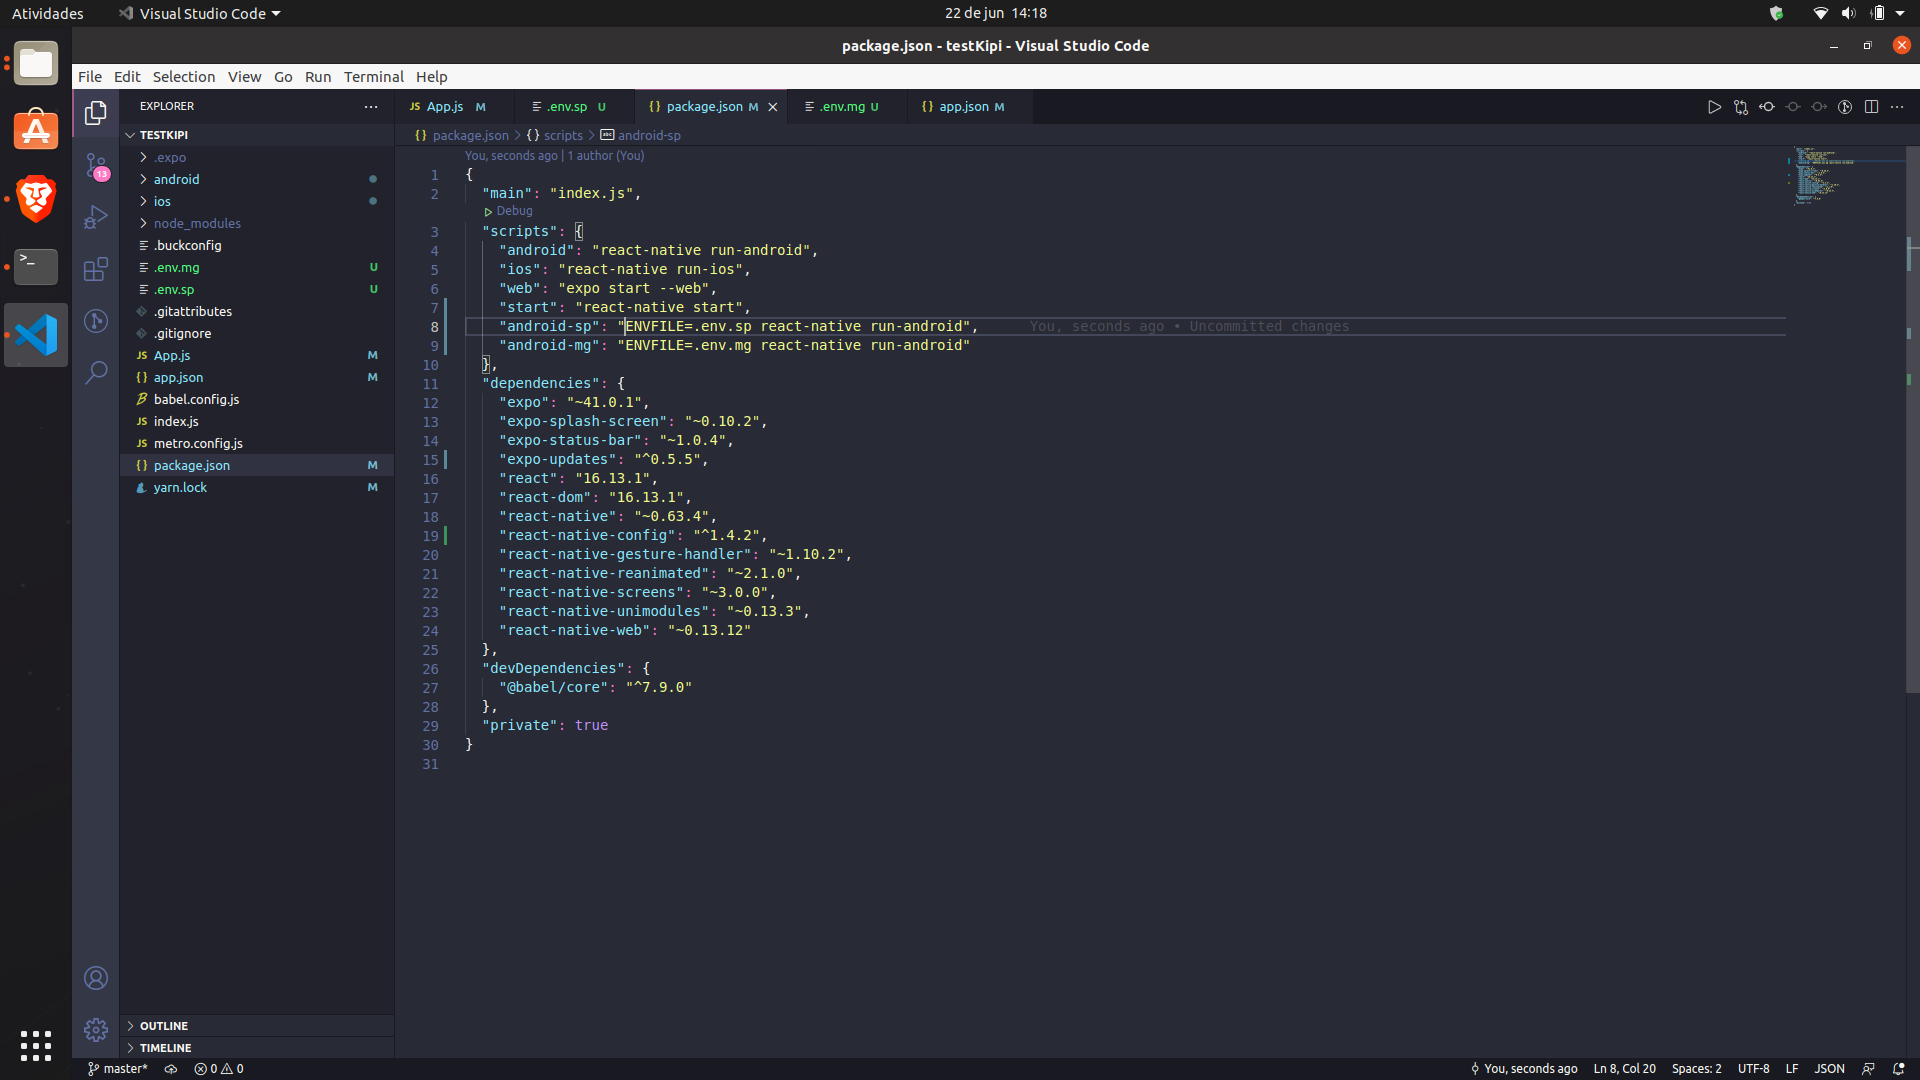 Atividades
Visual Studio Code
22 de jun 14:18
package.json - testKipi - Visual Studio Code
File Edit Selection View Go Run Terminal Help
EXPLORER
TESTKIPI
.expo
android
ios
node_modules
.buckconfig
.env.mg U
.env.sp U
.gitattributes
.gitignore
JS App.js M
{} app.json M
babel.config.js
JS index.js
JS metro.config.js
{} package.json M
yarn.lock M
OUTLINE
TIMELINE
13
JS App.js M
.env.sp U
{} package.json M
.env.mg U
{} app.json M
{} package.json > {} scripts > abc android-sp
You, seconds ago | 1 author (You)
1 {
2 "main": "index.js",
Debug
3 "scripts": {
4 "android": "react-native run-android",
5 "ios": "react-native run-ios",
6 "web": "expo start --web",
7 "start": "react-native start",
8 "android-sp": "ENVFILE=.env.sp react-native run-android", You, seconds ago • Uncommitted changes
9 "android-mg": "ENVFILE=.env.mg react-native run-android"
10 },
11 "dependencies": {
12 "expo": "~41.0.1",
13 "expo-splash-screen": "~0.10.2",
14 "expo-status-bar": "~1.0.4",
15 "expo-updates": "^0.5.5",
16 "react": "16.13.1",
17 "react-dom": "16.13.1",
18 "react-native": "~0.63.4",
19 "react-native-config": "^1.4.2",
20 "react-native-gesture-handler": "~1.10.2",
21 "react-native-reanimated": "~2.1.0",
22 "react-native-screens": "~3.0.0",
23 "react-native-unimodules": "~0.13.3",
24 "react-native-web": "~0.13.12"
25 },
26 "devDependencies": {
27 "@babel/core": "^7.9.0"
28 },
29 "private": true
30 }
31
master*
0 0
You, seconds ago
Ln 8, Col 20
Spaces: 2
UTF-8
LF
JSON